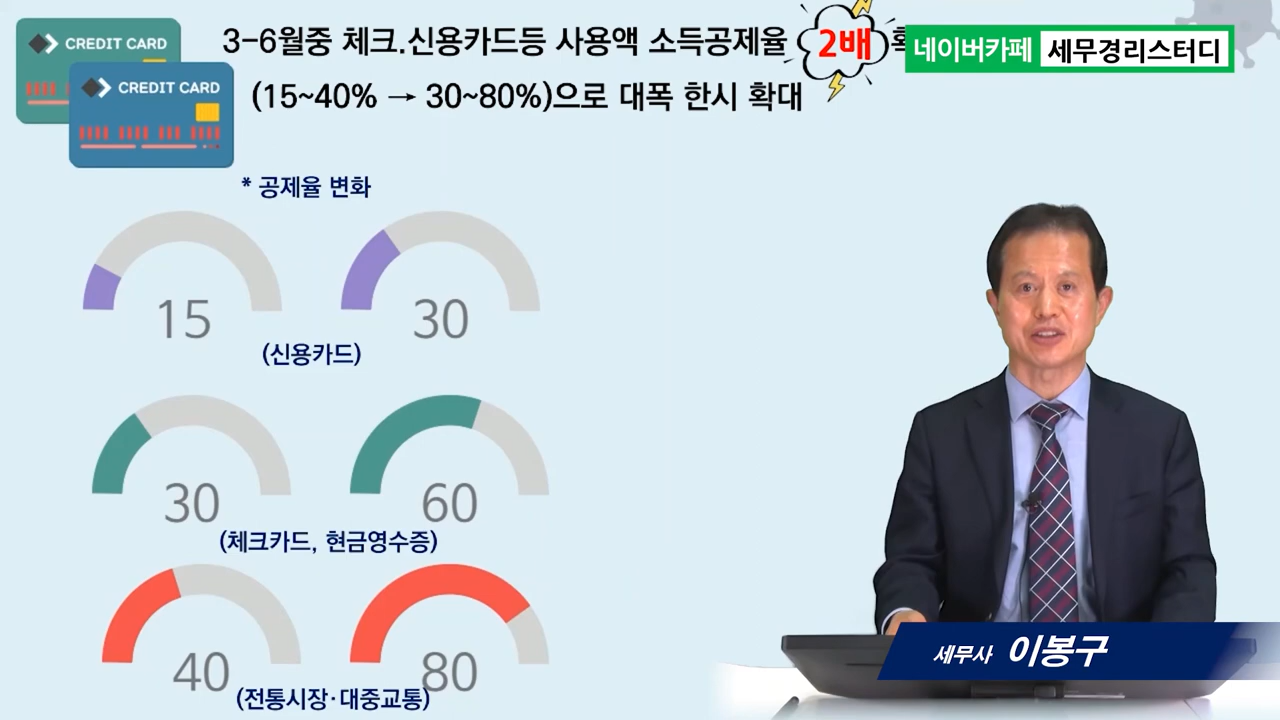 CREDIT CARD
CREDIT CARD
3-6월중 체크.신용카드등 사용액 소득공제율 2배
(15~40% → 30~80%)으로 대폭 한시 확대
네이버카페 세무경리스터디
* 공제율 변화
15 30
(신용카드)
30 60
(체크카드, 현금영수증)
40 80
(전통시장·대중교통)
세무사 이봉구